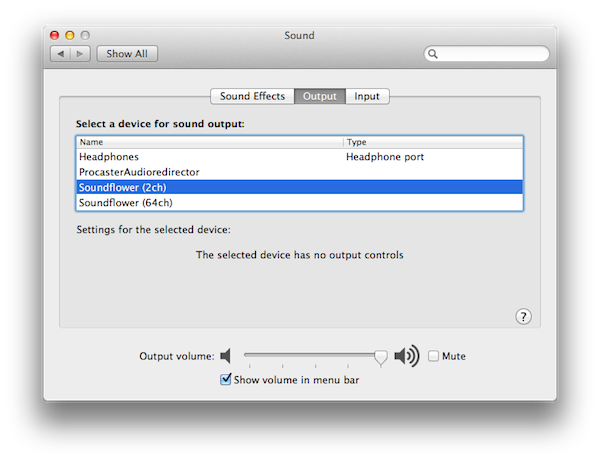 Sound
Show All
Sound Effects Output Input
Select a device for sound output:
Name Type
Headphones Headphone port
ProcasterAudioredirector
Soundflower (2ch)
Soundflower (64ch)
Settings for the selected device:
The selected device has no output controls
?
Output volume: Mute
Show volume in menu bar